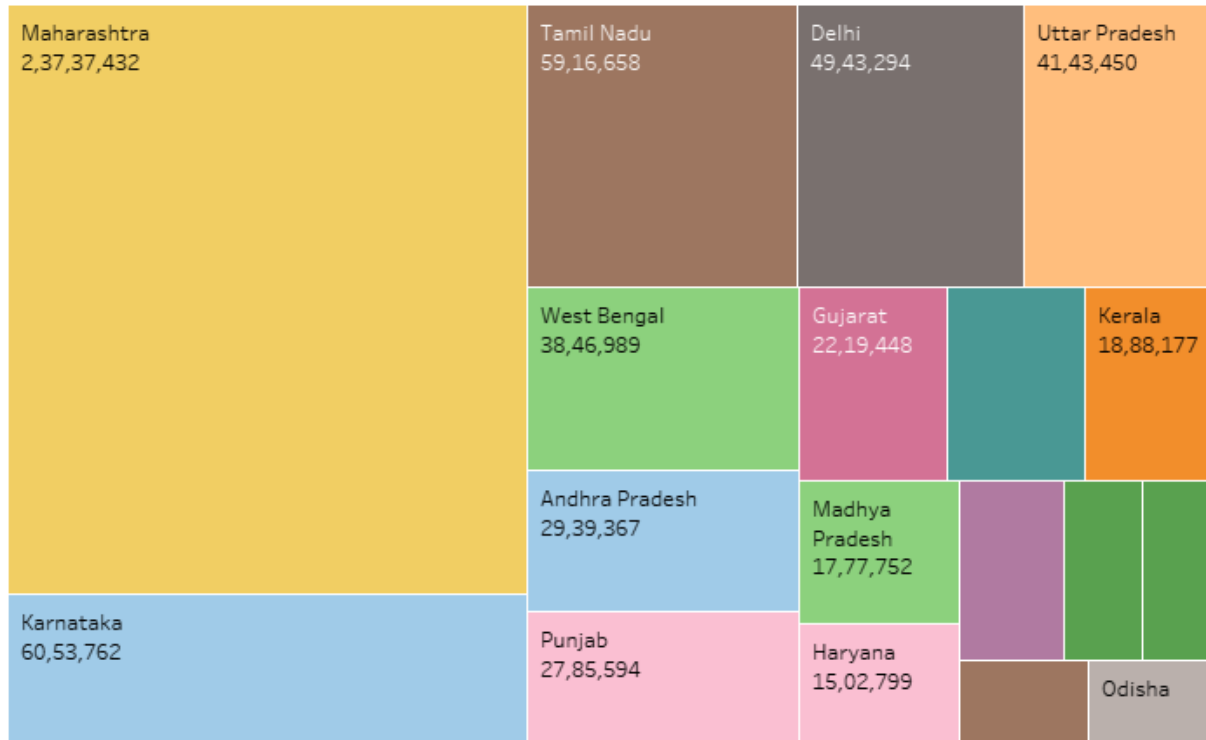 Maharashtra
2,37,37,432
Karnataka
60,53,762
Tamil Nadu
59,16,658
Delhi
49,43,294
Uttar Pradesh
41,43,450
West Bengal
38,46,989
Andhra Pradesh
29,39,367
Punjab
27,85,594
Gujarat
22,19,448
Kerala
18,88,177
Madhya
Pradesh
17,77,752
Haryana
15,02,799
Odisha